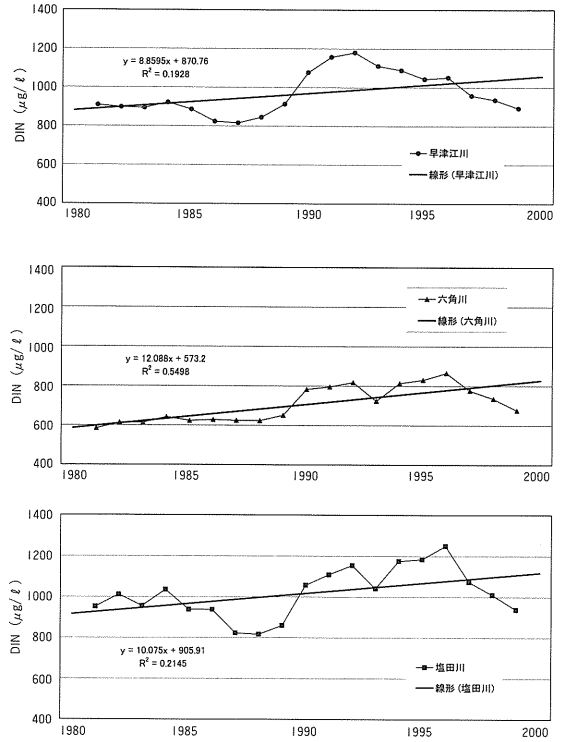 1400
1200
1000
800
600
400
DIN (μg/ℓ)
y = 8.8595x + 870.76
R² = 0.1928
早津江川
線形(早津江川)
1980 1985 1990 1995 2000
1400
1200
1000
800
600
400
DIN (μg/ℓ)
六角川
線形(六角川)
y = 12.088x + 573.2
R² = 0.5498
1980 1985 1990 1995 2000
1400
1200
1000
800
600
400
DIN (μg/ℓ)
y = 10.075x + 905.91
R² = 0.2145
塩田川
線形(塩田川)
1980 1985 1990 1995 2000